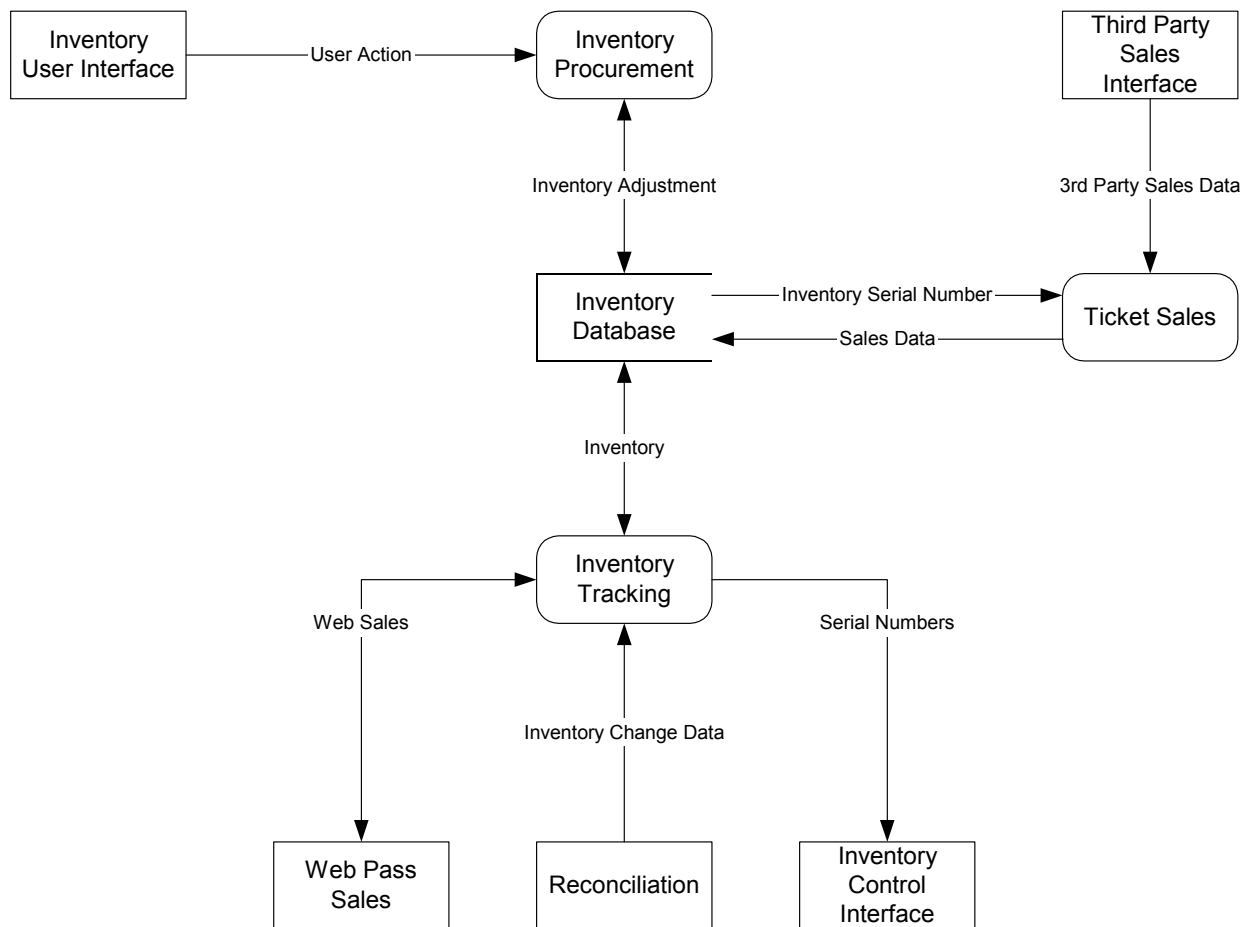 Inventory
User Interface
User Action
Inventory
Procurement
Third Party
Sales
Interface
Inventory Adjustment
3rd Party Sales Data
Inventory
Database
Inventory Serial Number
Sales Data
Ticket Sales
Inventory
Inventory
Tracking
Web Sales
Serial Numbers
Inventory Change Data
Web Pass
Sales
Reconciliation
Inventory
Control
Interface